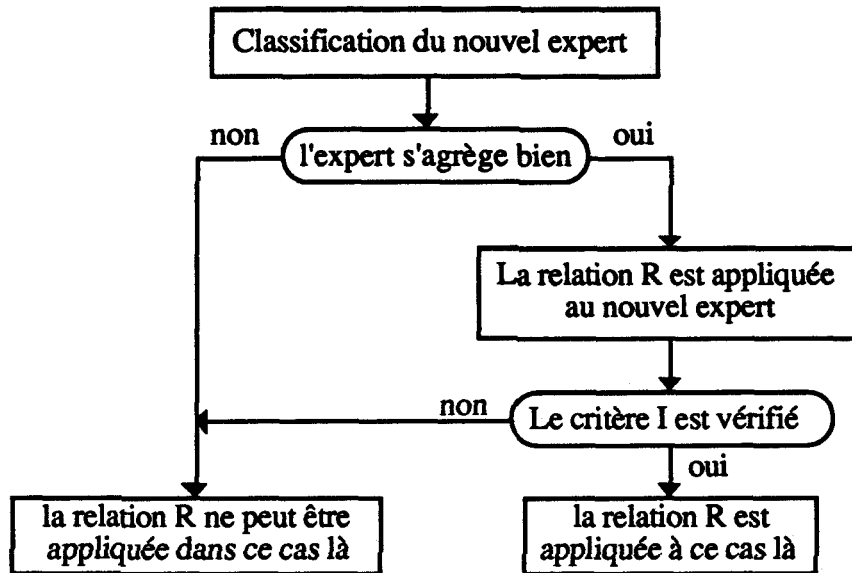 Classification du nouvel expert
non
l'expert s'agrège bien
oui
La relation R est appliquée
au nouvel expert
non
Le critère I est vérifié
oui
la relation R ne peut être
appliquée dans ce cas là
la relation R est
appliquée à ce cas là